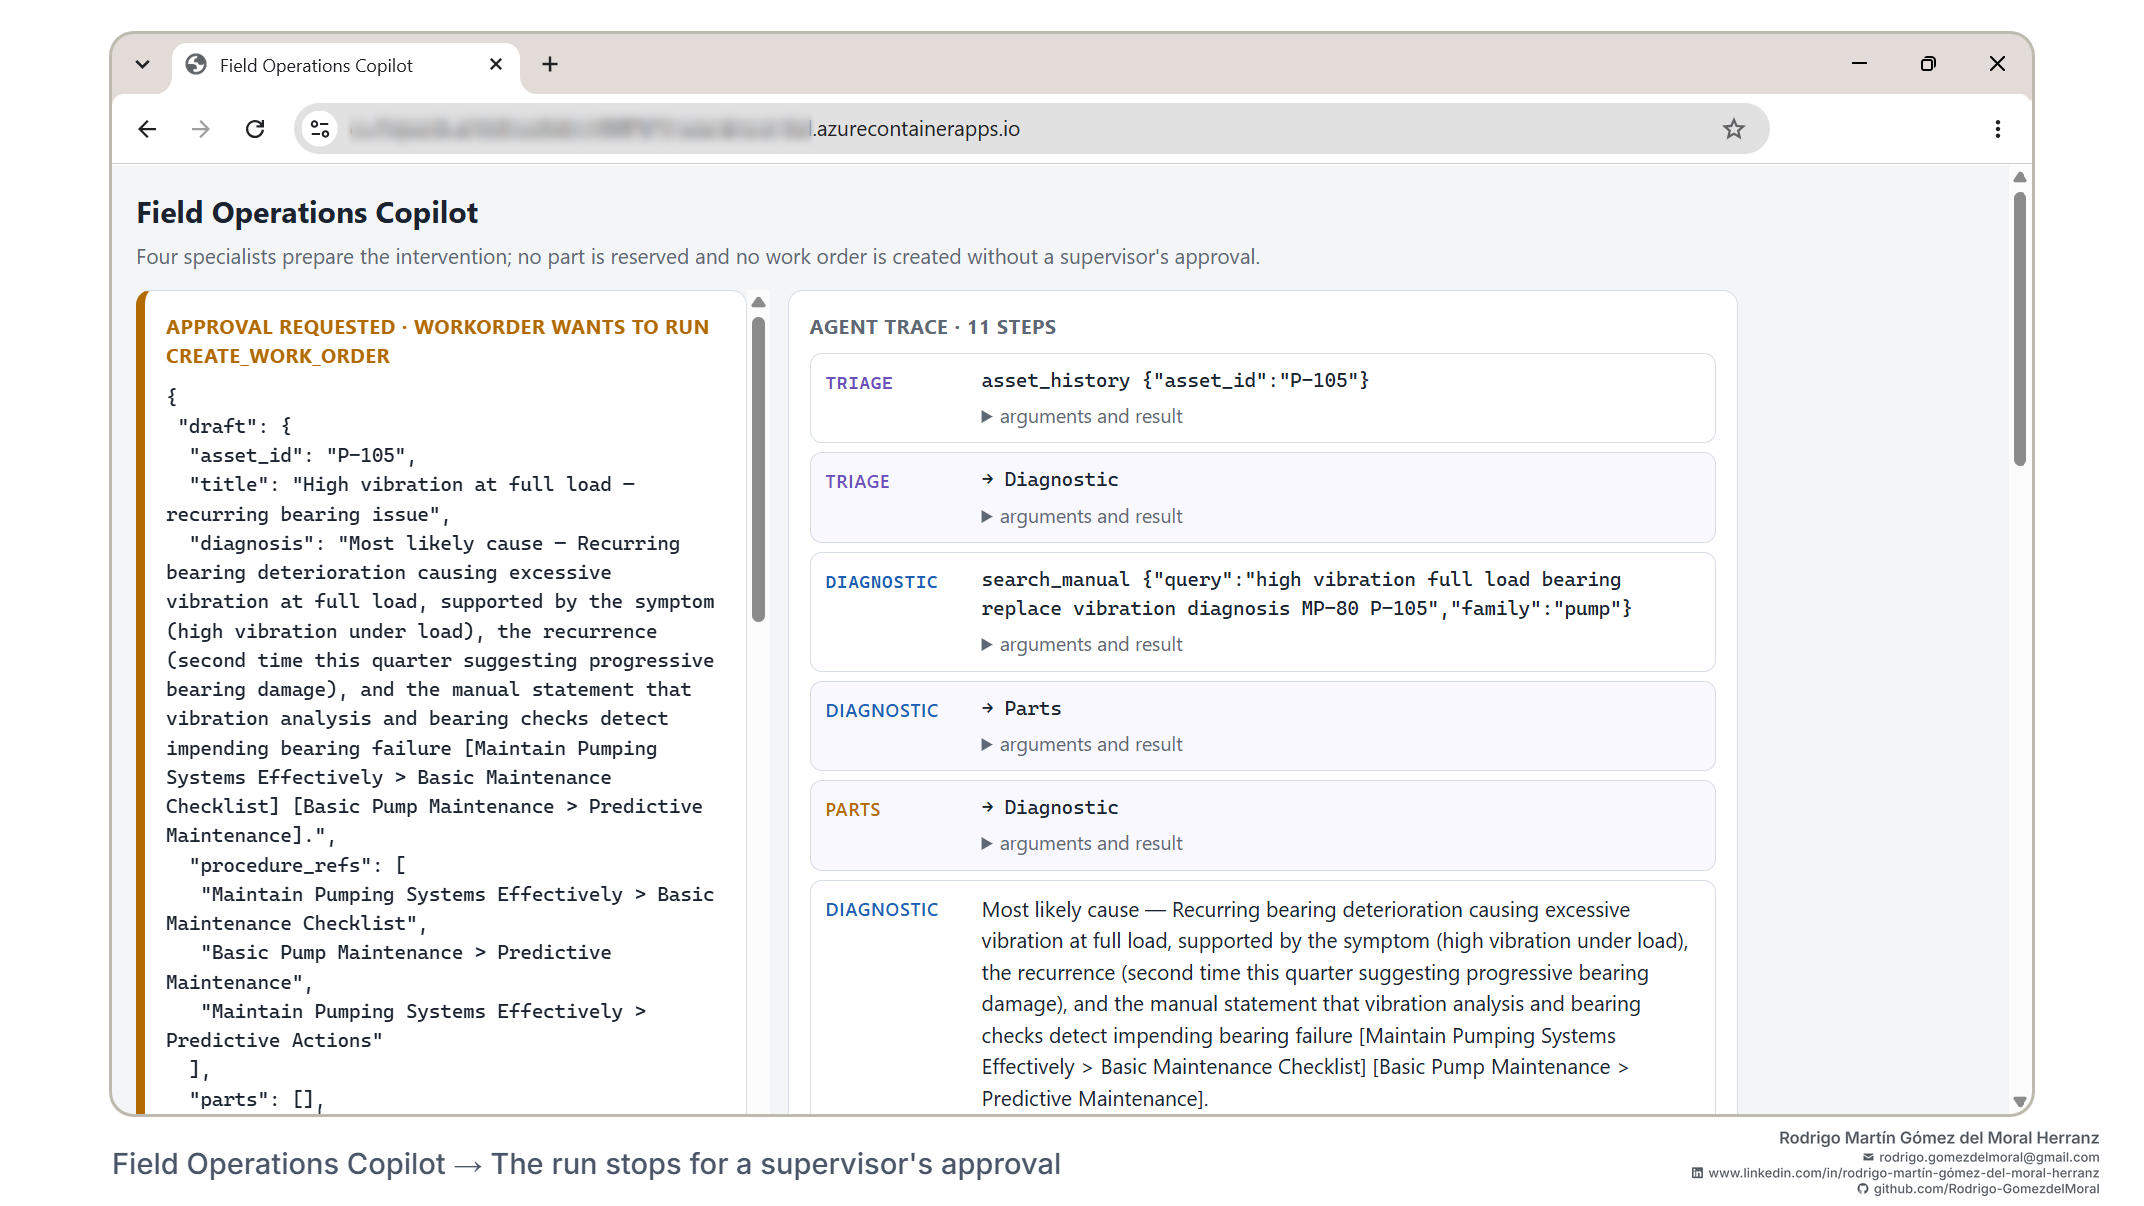 Field Operations Copilot
.azurecontainerapps.io
Field Operations Copilot
Four specialists prepare the intervention; no part is reserved and no work order is created without a supervisor's approval.
APPROVAL REQUESTED · WORKORDER WANTS TO RUN
CREATE_WORK_ORDER
{
"draft": {
"asset_id": "P-105",
"title": "High vibration at full load —
recurring bearing issue",
"diagnosis": "Most likely cause — Recurring
bearing deterioration causing excessive
vibration at full load, supported by the symptom
(high vibration under load), the recurrence
(second time this quarter suggesting progressive
bearing damage), and the manual statement that
vibration analysis and bearing checks detect
impending bearing failure [Maintain Pumping
Systems Effectively > Basic Maintenance
Checklist] [Basic Pump Maintenance > Predictive
Maintenance].",
"procedure_refs": [
"Maintain Pumping Systems Effectively > Basic
Maintenance Checklist",
"Basic Pump Maintenance > Predictive
Maintenance",
"Maintain Pumping Systems Effectively >
Predictive Actions"
],
"parts": [],
AGENT TRACE · 11 STEPS
TRIAGE
asset_history {"asset_id":"P-105"}
▶ arguments and result
TRIAGE
→ Diagnostic
▶ arguments and result
DIAGNOSTIC
search_manual {"query":"high vibration full load bearing
replace vibration diagnosis MP-80 P-105","family":"pump"}
▶ arguments and result
DIAGNOSTIC
→ Parts
▶ arguments and result
PARTS
→ Diagnostic
▶ arguments and result
DIAGNOSTIC
Most likely cause — Recurring bearing deterioration causing excessive
vibration at full load, supported by the symptom (high vibration under load),
the recurrence (second time this quarter suggesting progressive bearing
damage), and the manual statement that vibration analysis and bearing
checks detect impending bearing failure [Maintain Pumping Systems
Effectively > Basic Maintenance Checklist] [Basic Pump Maintenance >
Predictive Maintenance].
Field Operations Copilot → The run stops for a supervisor's approval
Rodrigo Martín Gómez del Moral Herranz
rodrigo.gomezdelmoral@gmail.com
www.linkedin.com/in/rodrigo-martín-gómez-del-moral-herranz
github.com/Rodrigo-GomezdelMoral